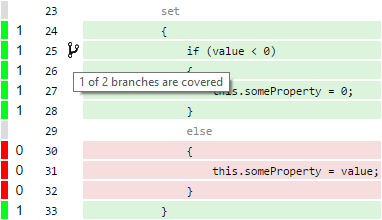 23 set
1 24 {
1 25 if (value < 0)
1 26 {
1 of 2 branches are covered
1 27 this.someProperty = 0;
1 28 }
29 else
0 30 {
0 31 this.someProperty = value;
0 32 }
1 33 }